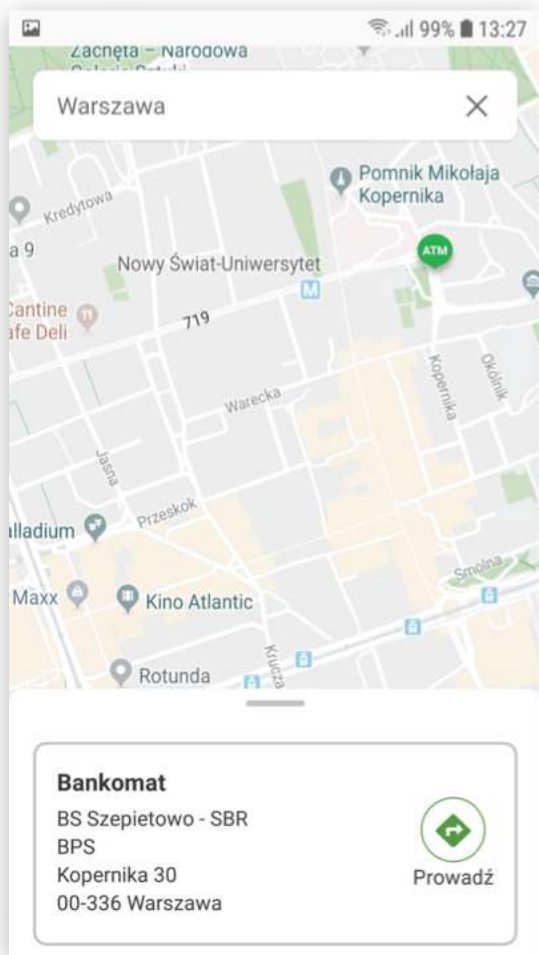 99% 13:27
Zachęta – Narodowa
Warszawa
Pomnik Mikołaja
Kopernika
Kredytowa
a 9
ATM
Nowy Świat-Uniwersytet
M
Cantine
afe Deli
719
Kopernika
Okólnik
Warecka
Jasna
Przeskok
alladium
Smolna
Maxx
Kino Atlantic
Krucza
Rotunda
Bankomat
BS Szepietowo - SBR
BPS
Kopernika 30
00-336 Warszawa
Prowadź